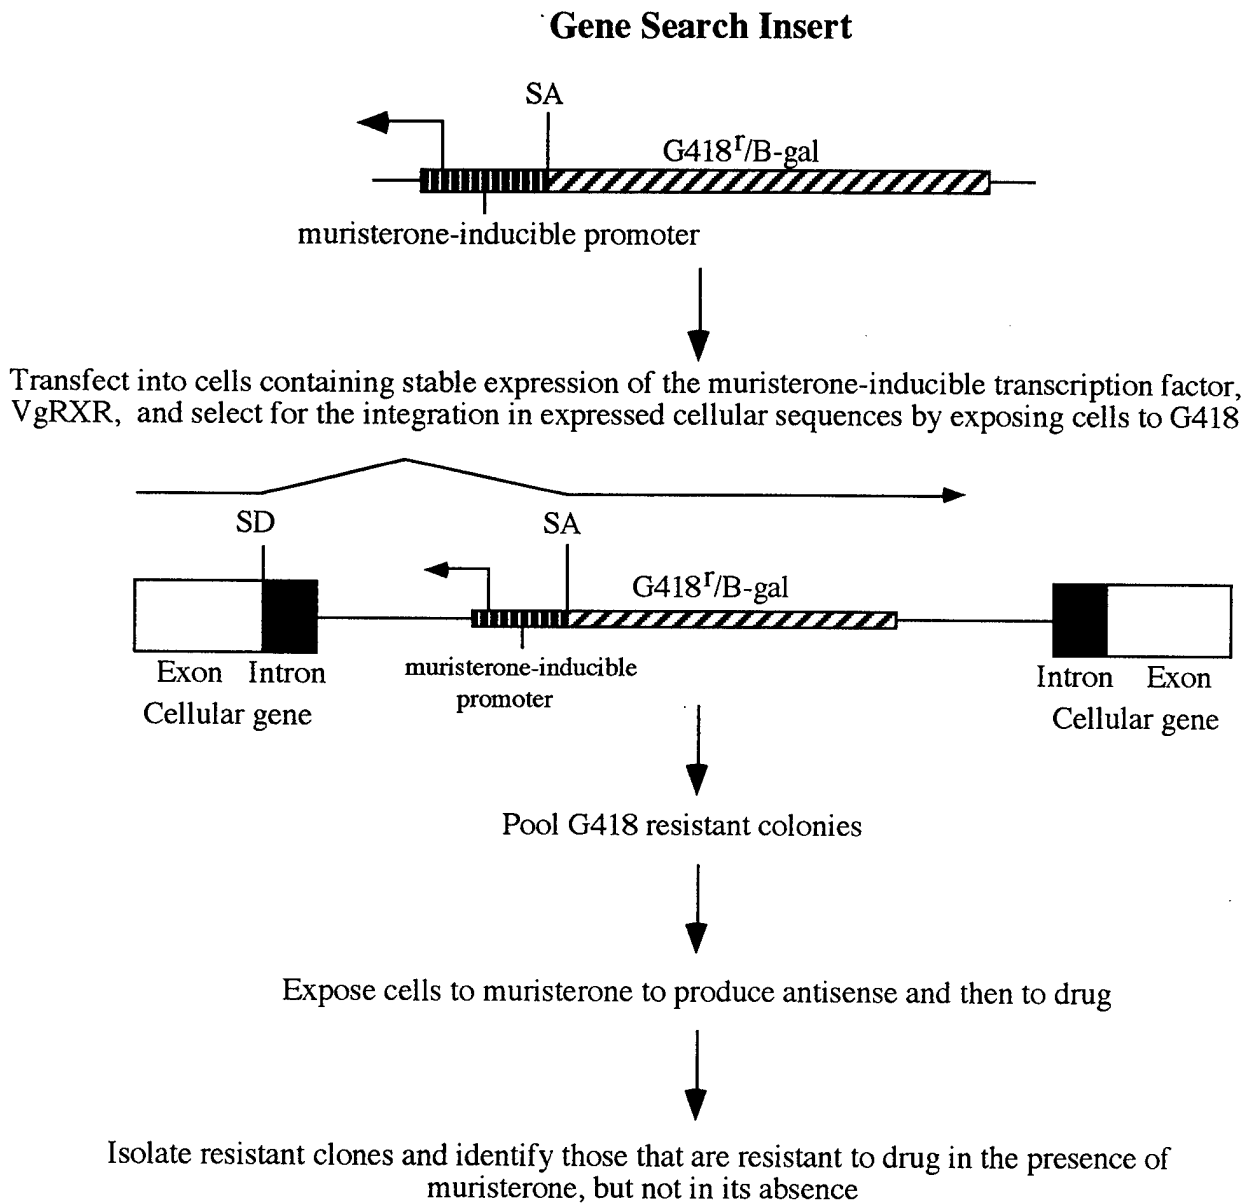 Gene Search Insert
SA
G418r/B-gal
muristerone-inducible promoter
Transfect into cells containing stable expression of the muristerone-inducible transcription factor,
VgRXR, and select for the integration in expressed cellular sequences by exposing cells to G418
SD
SA
G418r/B-gal
Exon Intron
muristerone-inducible
promoter
Cellular gene
Intron Exon
Cellular gene
Pool G418 resistant colonies
Expose cells to muristerone to produce antisense and then to drug
Isolate resistant clones and identify those that are resistant to drug in the presence of
muristerone, but not in its absence